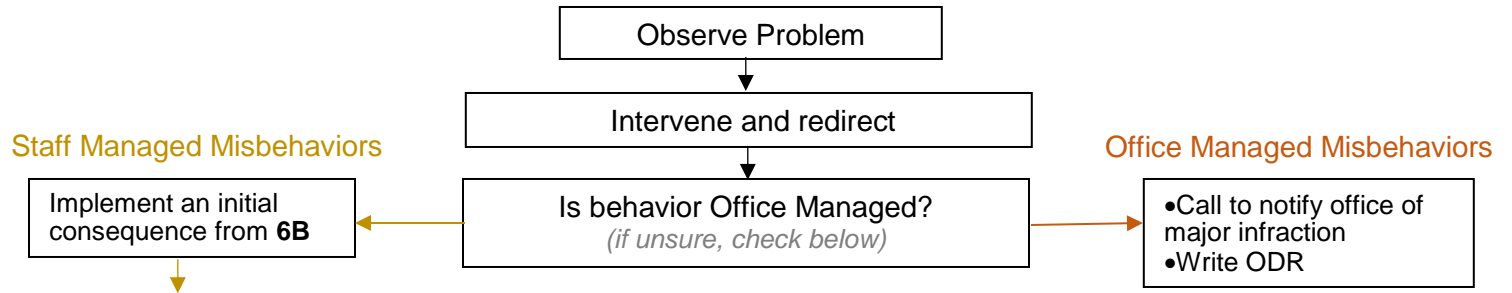 Observe Problem
Intervene and redirect
Staff Managed Misbehaviors
Office Managed Misbehaviors
Implement an initial
consequence from 6B
Is behavior Office Managed?
(if unsure, check below)
•Call to notify office of
major infraction
•Write ODR